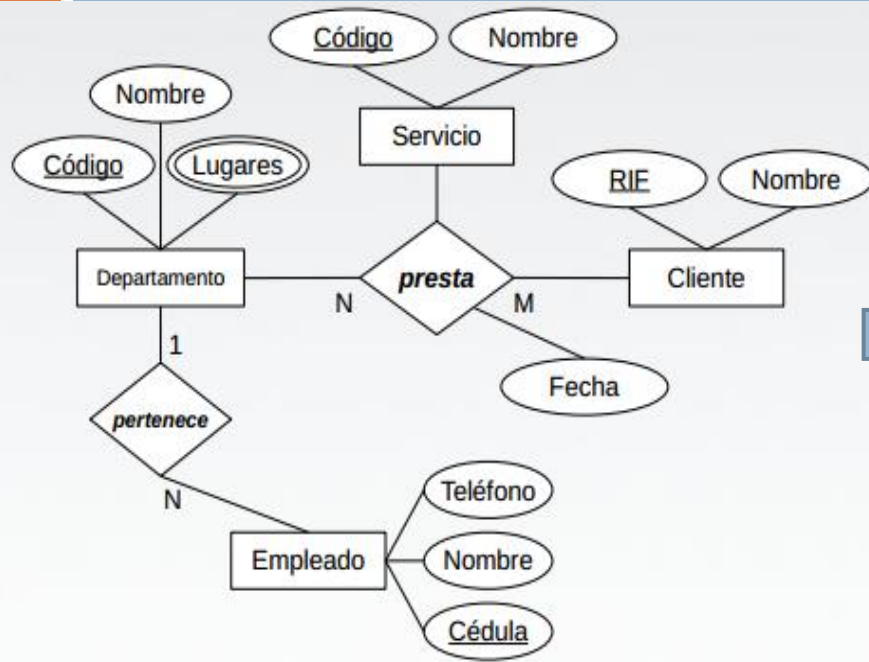 Código
Nombre
Nombre
Servicio
Código
Lugares
RIF
Nombre
Departamento
presta
Cliente
N
M
1
Fecha
pertenece
N
Teléfono
Empleado
Nombre
Cédula